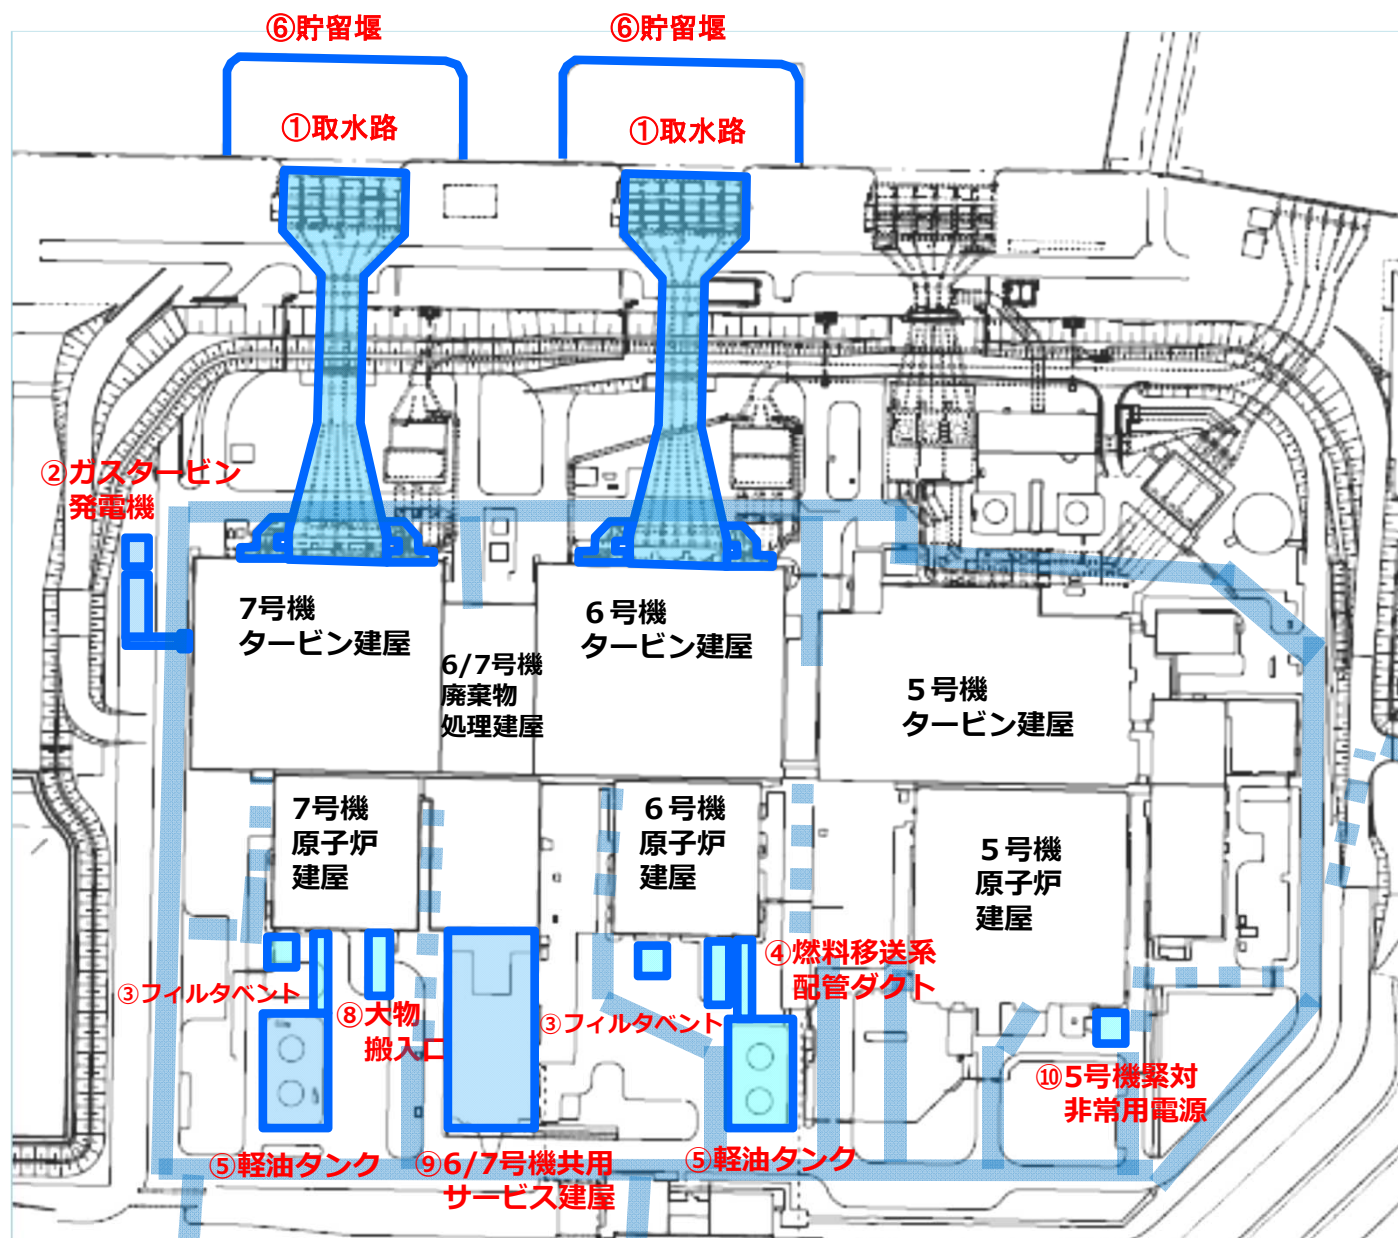 ⑥貯留堰
⑥貯留堰
①取水路
①取水路
②ガスタービン
発電機
7号機
タービン建屋
6/7号機
廃棄物
処理建屋
６号機
タービン建屋
５号機
タービン建屋
7号機
原子炉
建屋
６号機
原子炉
建屋
５号機
原子炉
建屋
③フィルタベント
⑧大物
搬入口
③フィルタベント
④燃料移送系
配管ダクト
⑩5号機緊対
非常用電源
⑤軽油タンク
⑨6/7号機共用
サービス建屋
⑤軽油タンク